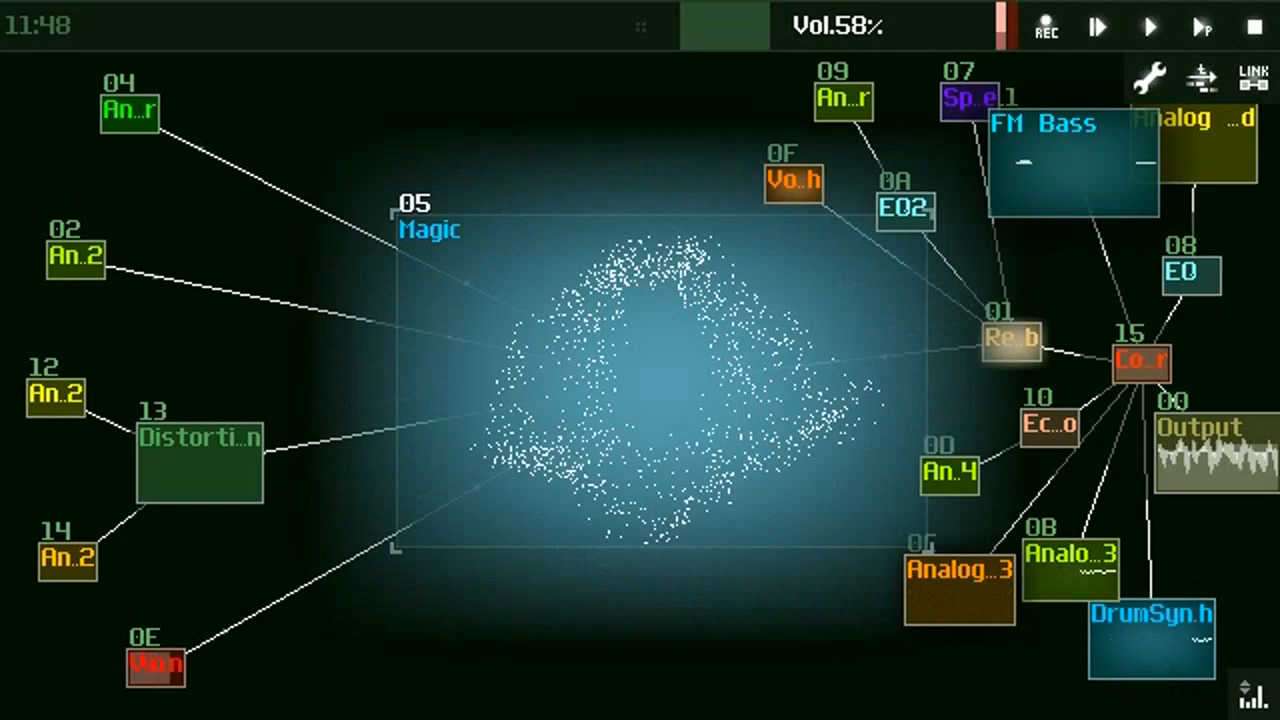 11:48
Vol.58%
REC
P
LINK
04
An..r
09
An..r
07
Sp.e
FM Bass
Analog ...d
0F
Vo.h
0A
EQ2
05
Magic
02
An..2
08
EQ
01
Re.b
15
Co..r
12
An..2
13
Distorti..n
10
Ec..o
00
Output
0D
An..4
14
An..2
0B
Analo..3
Analog...3
DrumSyn.h
0E